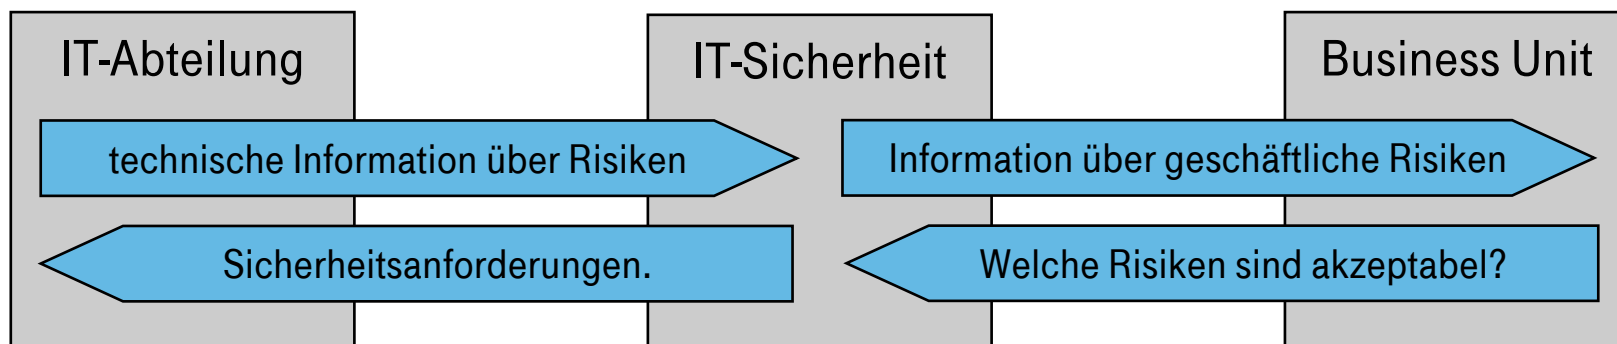 IT-Abteilung
IT-Sicherheit
Business Unit
technische Information über Risiken
Information über geschäftliche Risiken
Sicherheitsanforderungen.
Welche Risiken sind akzeptabel?